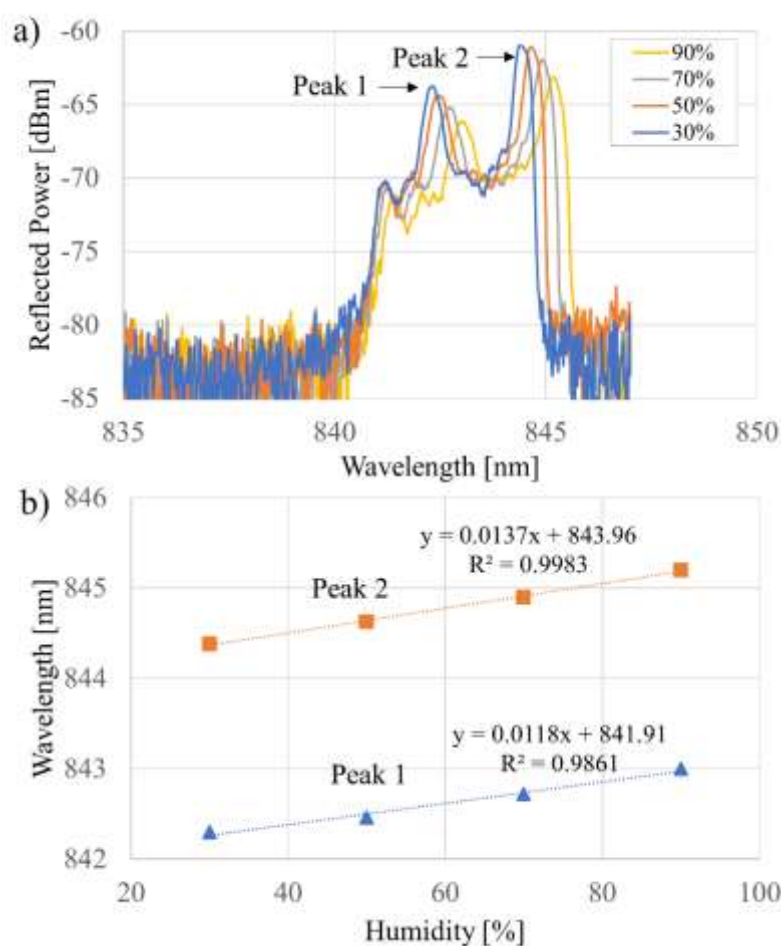 a)
-60
-65
-70
-75
-80
-85
Reflected Power [dBm]
Peak 1
Peak 2
90%
70%
50%
30%
835
840
845
850
Wavelength [nm]
b)
846
845
844
843
842
Wavelength [nm]
y = 0.0137x + 843.96
R² = 0.9983
Peak 2
y = 0.0118x + 841.91
R² = 0.9861
Peak 1
20
40
60
80
100
Humidity [%]